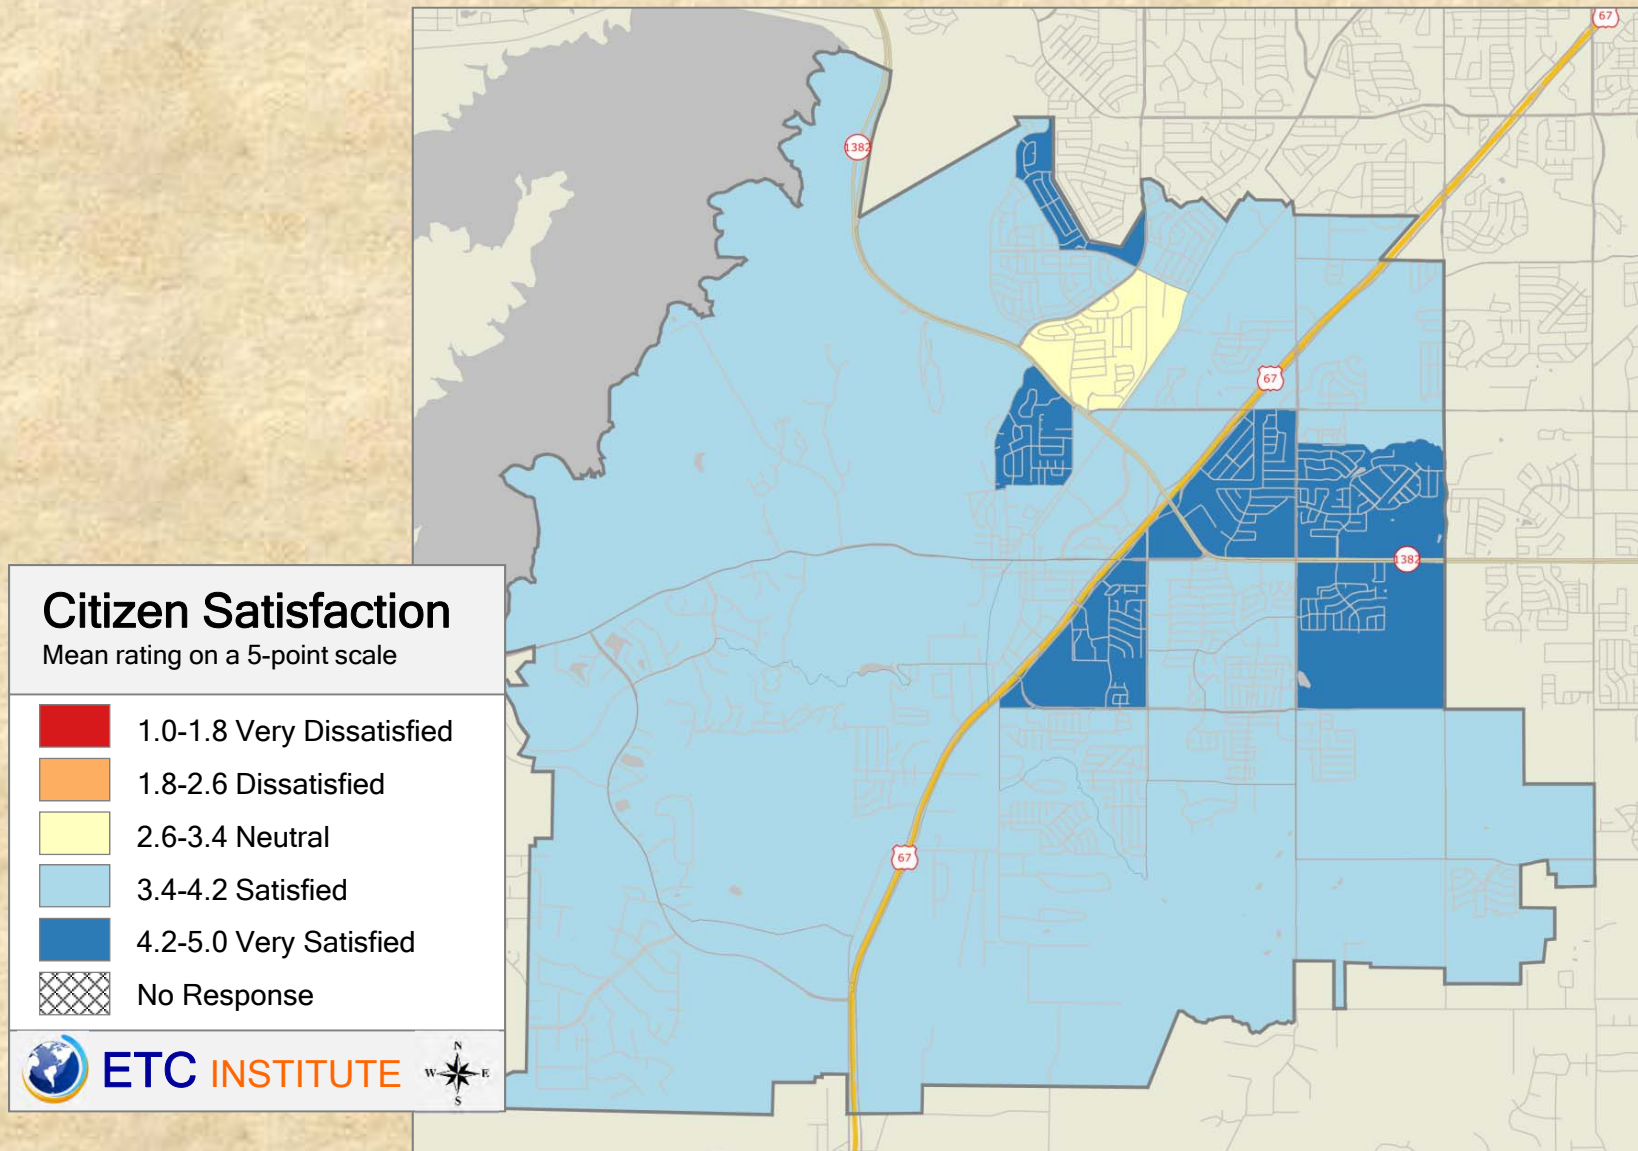 67
1382
67
1382
67
Citizen Satisfaction
Mean rating on a 5-point scale
1.0-1.8 Very Dissatisfied
1.8-2.6 Dissatisfied
2.6-3.4 Neutral
3.4-4.2 Satisfied
4.2-5.0 Very Satisfied
No Response
ETC INSTITUTE
N
W E
S